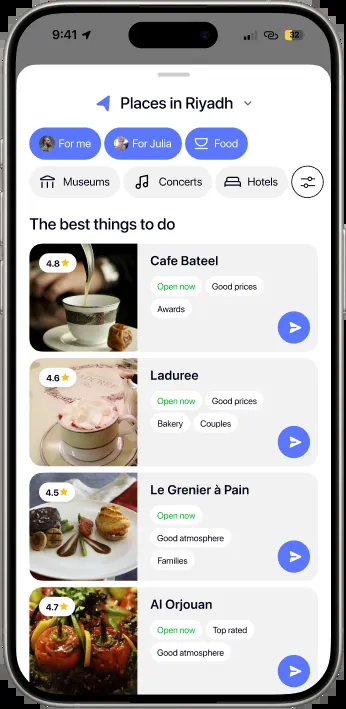 9:41
32
Places in Riyadh
For me For Julia Food
Museums Concerts Hotels
The best things to do
4.8
Cafe Bateel
Open now Good prices
Awards
4.6
Laduree
Open now Good prices
Bakery Couples
4.5
Le Grenier à Pain
Open now
Good atmosphere
Families
4.7
Al Orjouan
Open now Top rated
Good atmosphere